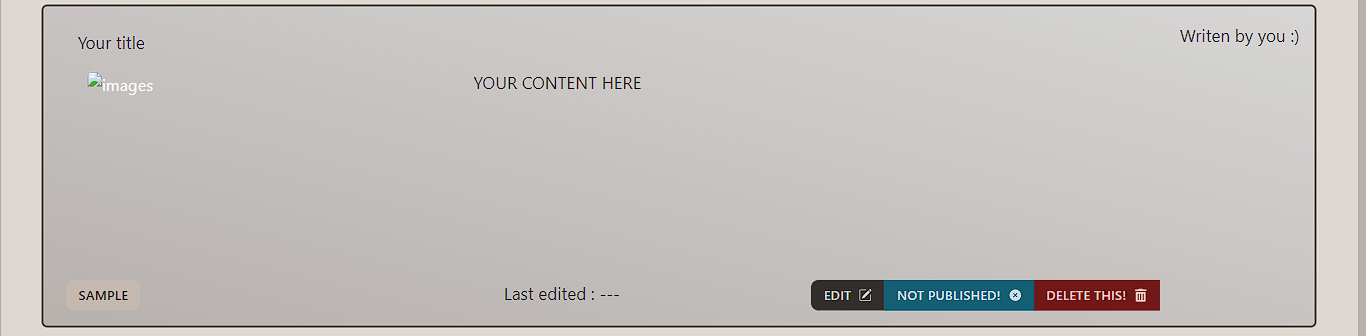 Writen by you :)
Your title
images
YOUR CONTENT HERE
SAMPLE
Last edited : ---
EDIT
NOT PUBLISHED!
DELETE THIS!